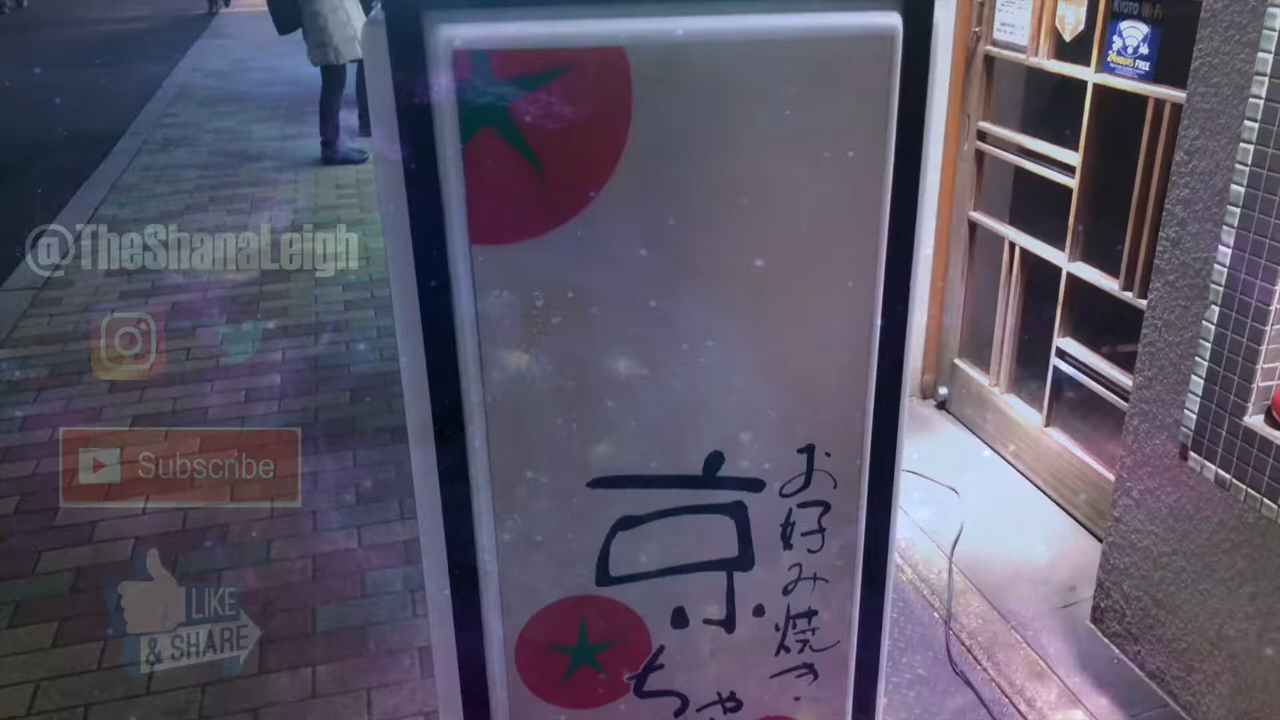 KYOTO Wi-Fi
24HOURS FREE
@TheShanaLeigh
Subscribe
LIKE
& SHARE
お好み焼き
京
ちゃ